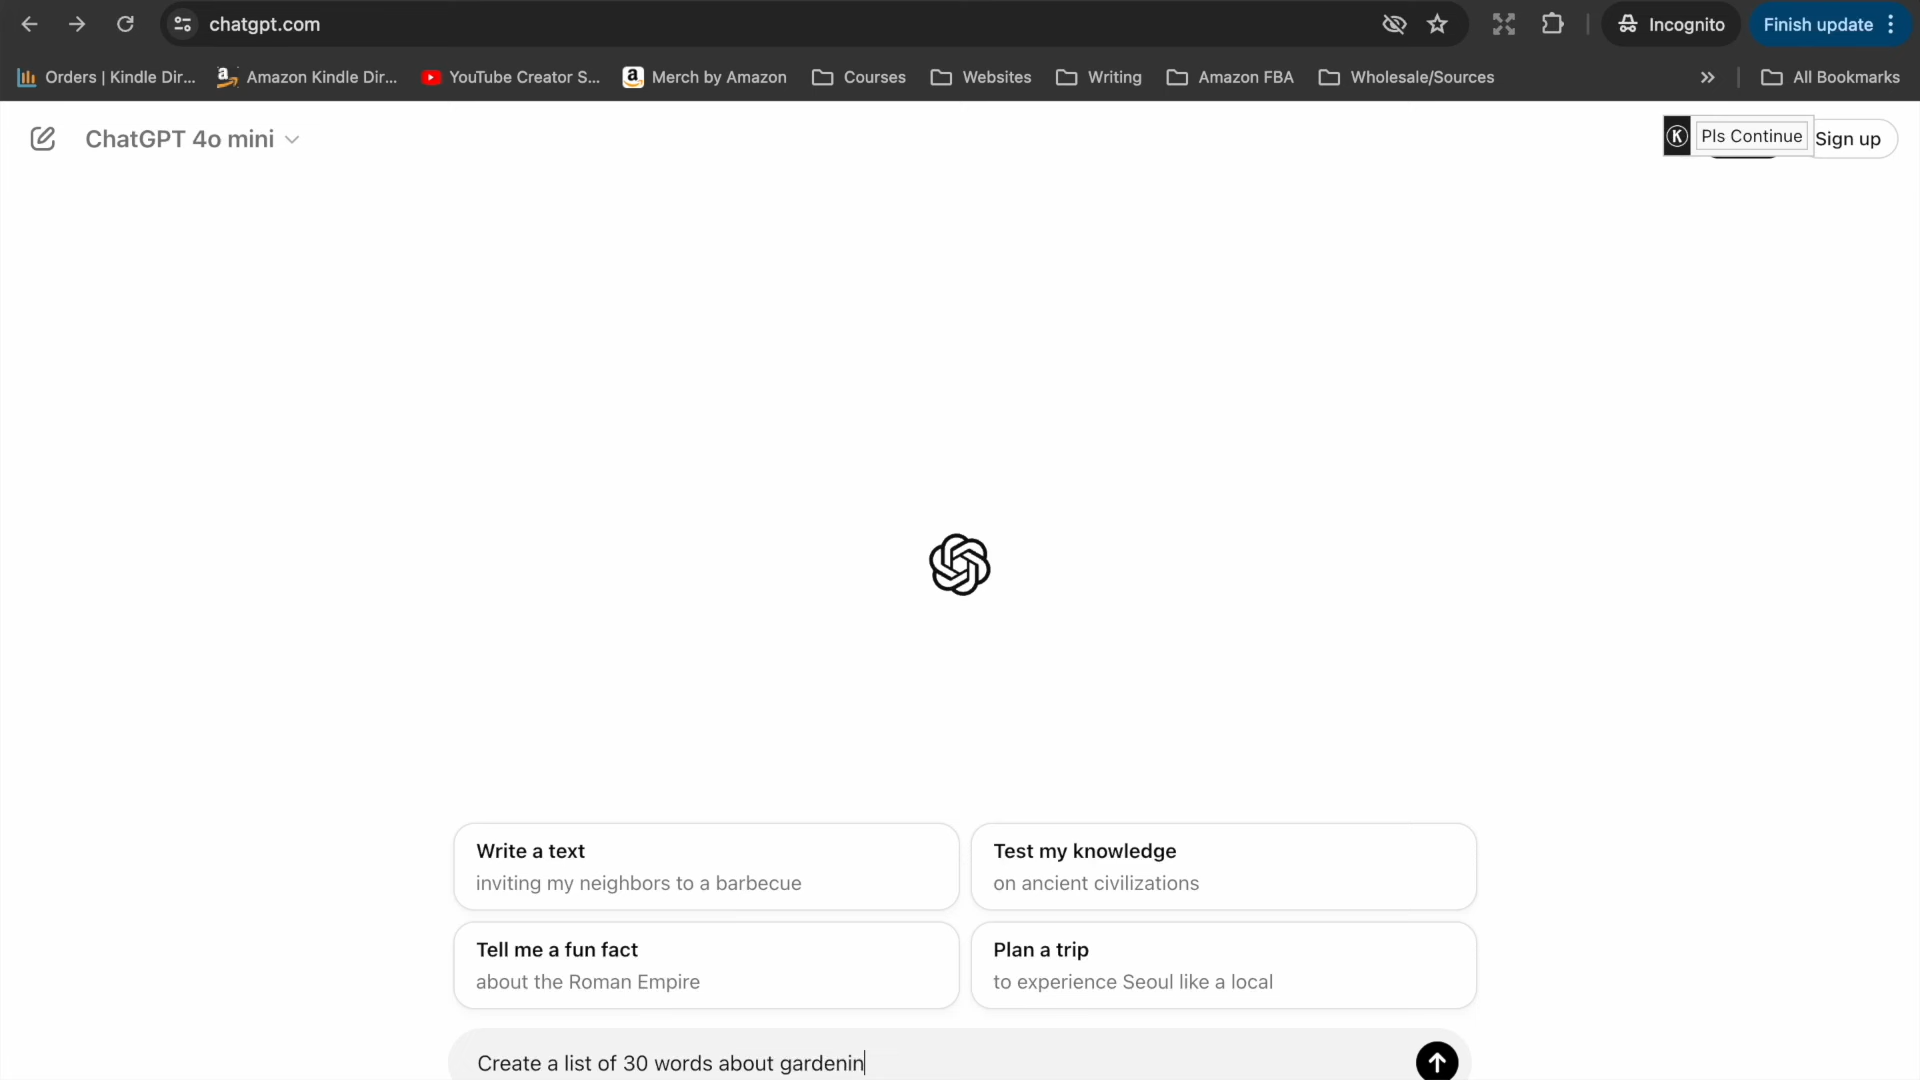 chatgpt.com
Incognito
Finish update
Orders | Kindle Dir...
Amazon Kindle Dir...
YouTube Creator S...
Merch by Amazon
Courses
Websites
Writing
Amazon FBA
Wholesale/Sources
All Bookmarks
ChatGPT 4o mini
K
Pls Continue
Sign up
Write a text
inviting my neighbors to a barbecue
Test my knowledge
on ancient civilizations
Tell me a fun fact
about the Roman Empire
Plan a trip
to experience Seoul like a local
Create a list of 30 words about gardenin